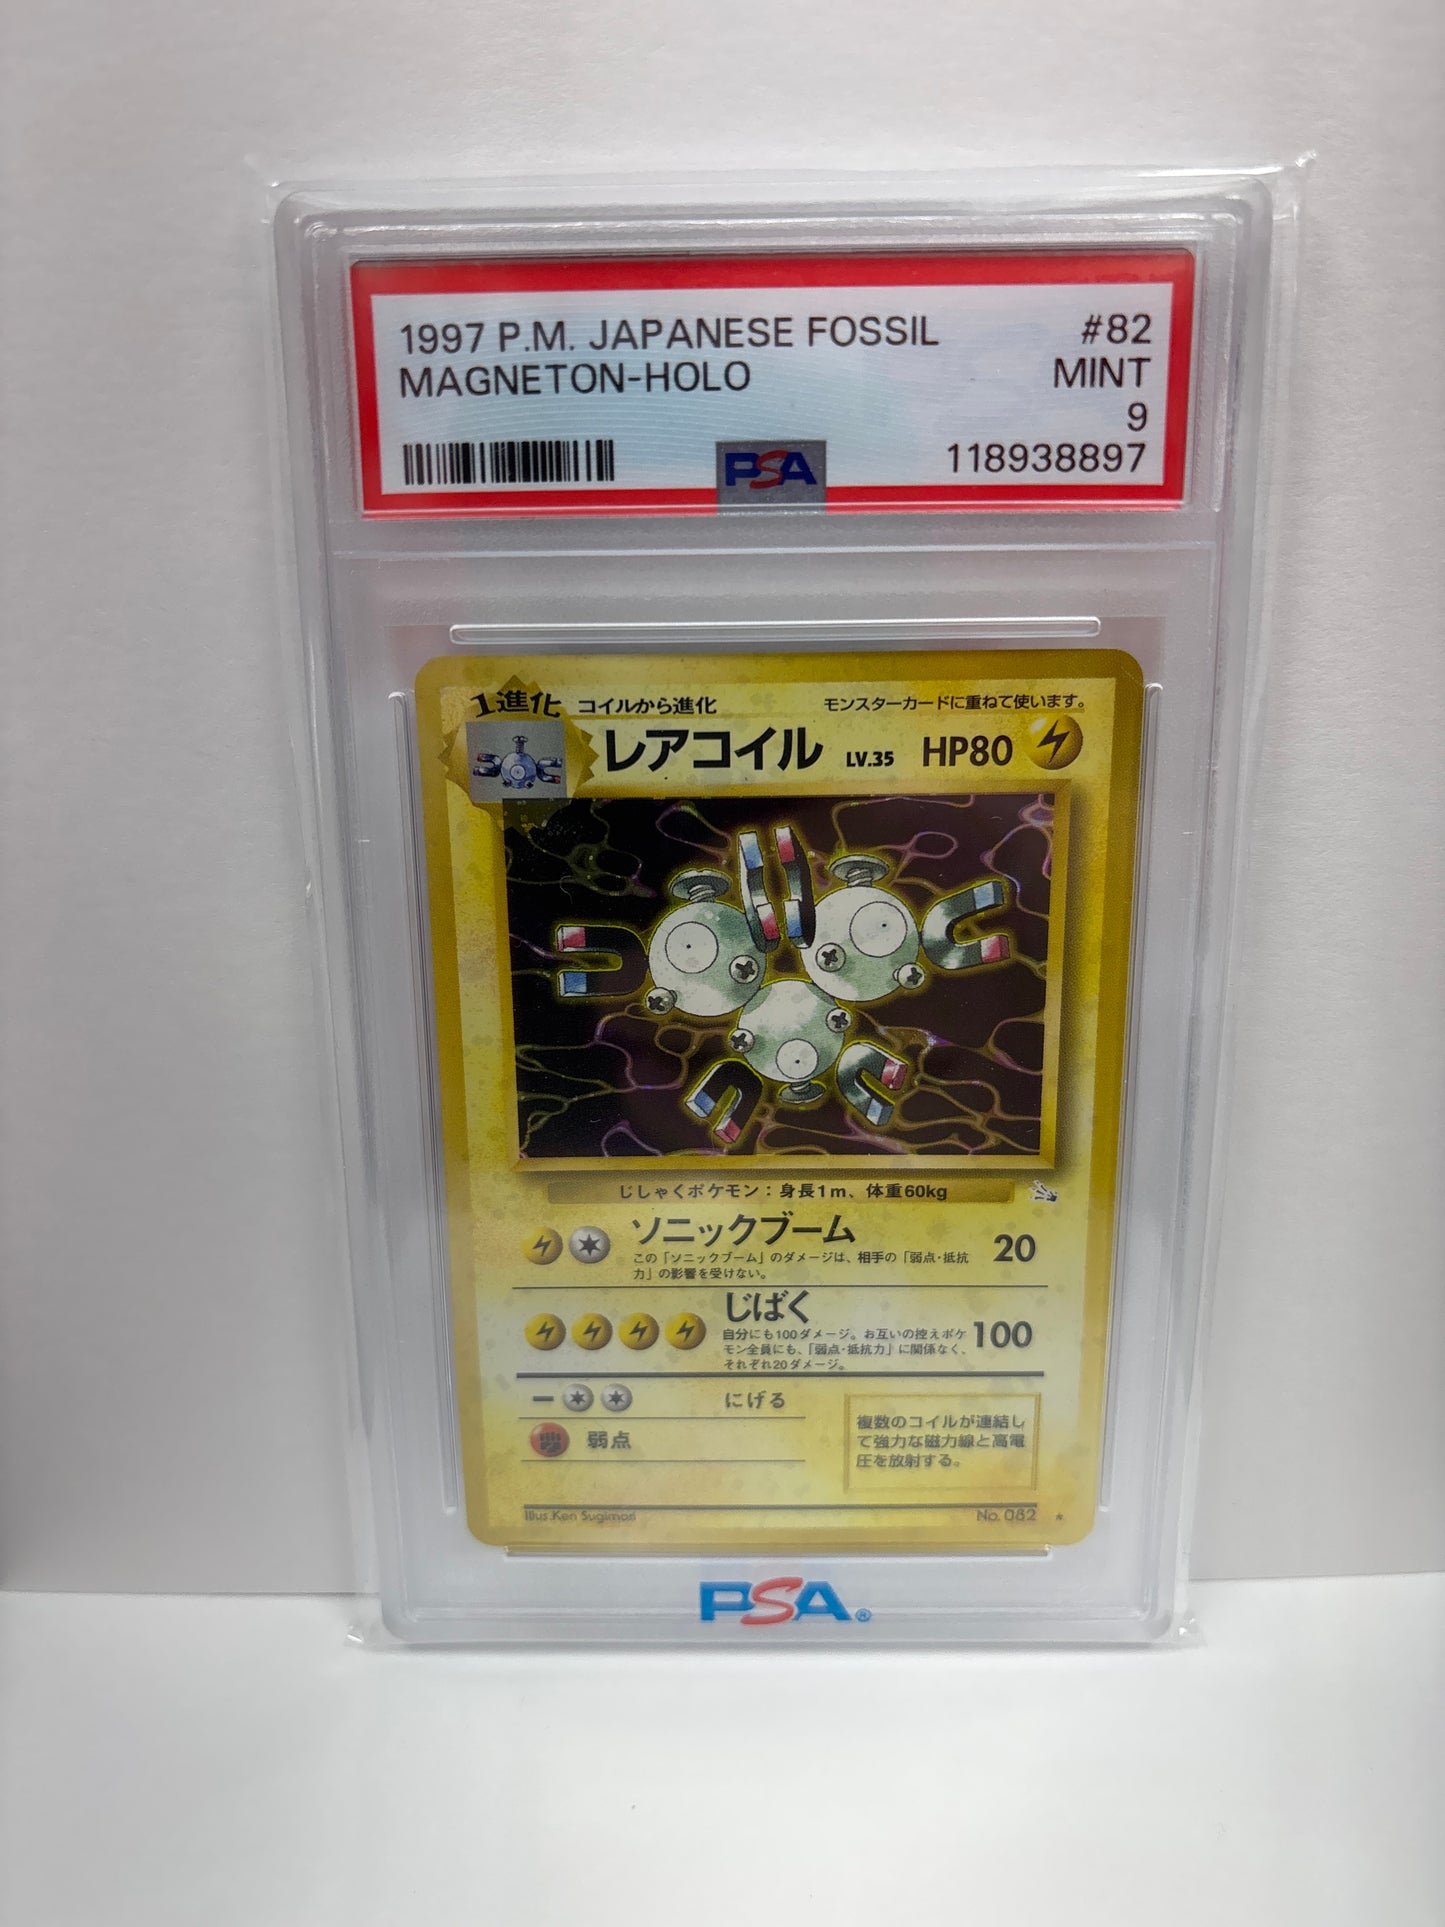 1997 P.M. JAPANESE FOSSIL #82
MAGNETON-HOLO MINT
9
PSA 118938897
1進化 コイルから進化 モンスターカードに重ねて使います。
レアコイル LV.35 HP80
じしゃくポケモン：身長1m、体重60kg
ソニックブーム 20
この「ソニックブーム」のダメージは、相手の「弱点・抵抗
力」の影響を受けない。
じばく 100
自分にも100ダメージ。お互いの控えポケ
モン全員にも、「弱点・抵抗力」に関係なく、
それぞれ20ダメージ。
にげる
弱点
複数のコイルが連結し
て強力な磁力線と高電
圧を放射する。
Illus.Ken Sugimori No. 082
PSA®